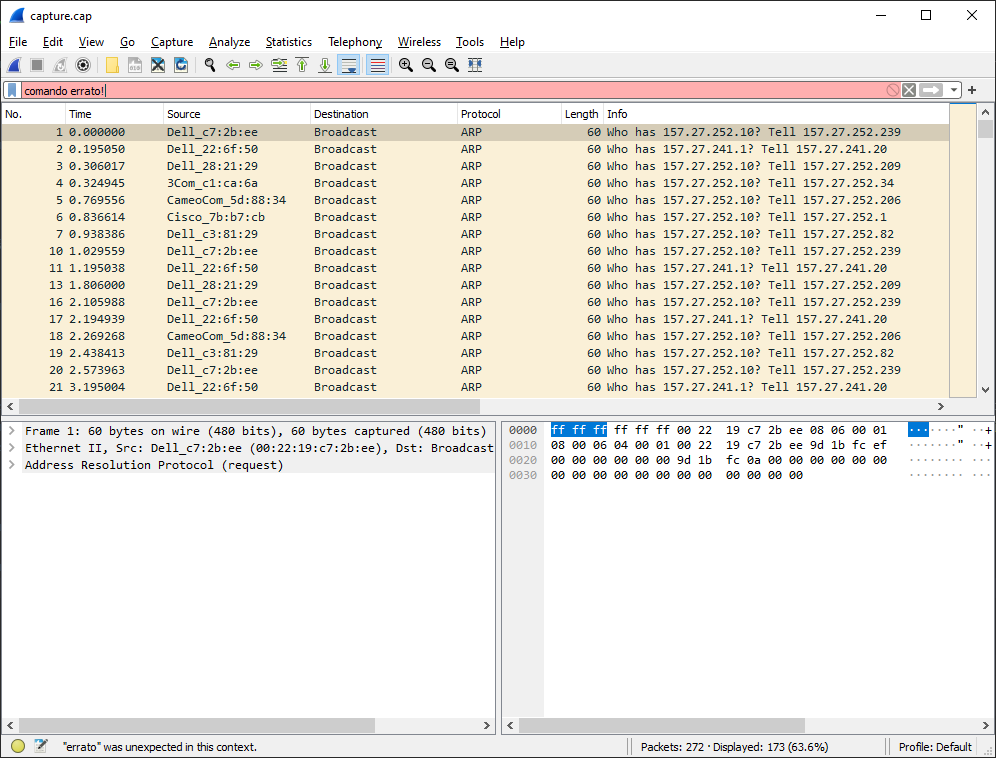 capture.cap
File Edit View Go Capture Analyze Statistics Telephony Wireless Tools Help
comando errato!
No. Time Source Destination Protocol Length Info
1 0.000000 Dell_c7:2b:ee Broadcast ARP 60 Who has 157.27.252.10? Tell 157.27.252.239
2 0.195050 Dell_22:6f:50 Broadcast ARP 60 Who has 157.27.241.1? Tell 157.27.241.20
3 0.306017 Dell_28:21:29 Broadcast ARP 60 Who has 157.27.252.10? Tell 157.27.252.209
4 0.324945 3Com_c1:ca:6a Broadcast ARP 60 Who has 157.27.252.10? Tell 157.27.252.34
5 0.769556 CameoCom_5d:88:34 Broadcast ARP 60 Who has 157.27.252.10? Tell 157.27.252.206
6 0.836614 Cisco_7b:b7:cb Broadcast ARP 60 Who has 157.27.252.10? Tell 157.27.252.1
7 0.938386 Dell_c3:81:29 Broadcast ARP 60 Who has 157.27.252.10? Tell 157.27.252.82
10 1.029559 Dell_c7:2b:ee Broadcast ARP 60 Who has 157.27.252.10? Tell 157.27.252.239
11 1.195038 Dell_22:6f:50 Broadcast ARP 60 Who has 157.27.241.1? Tell 157.27.241.20
13 1.806000 Dell_28:21:29 Broadcast ARP 60 Who has 157.27.252.10? Tell 157.27.252.209
16 2.105988 Dell_c7:2b:ee Broadcast ARP 60 Who has 157.27.252.10? Tell 157.27.252.239
17 2.194939 Dell_22:6f:50 Broadcast ARP 60 Who has 157.27.241.1? Tell 157.27.241.20
18 2.269268 CameoCom_5d:88:34 Broadcast ARP 60 Who has 157.27.252.10? Tell 157.27.252.206
19 2.438413 Dell_c3:81:29 Broadcast ARP 60 Who has 157.27.252.10? Tell 157.27.252.82
20 2.573963 Dell_c7:2b:ee Broadcast ARP 60 Who has 157.27.252.10? Tell 157.27.252.239
21 3.195004 Dell_22:6f:50 Broadcast ARP 60 Who has 157.27.241.1? Tell 157.27.241.20
Frame 1: 60 bytes on wire (480 bits), 60 bytes captured (480 bits)
Ethernet II, Src: Dell_c7:2b:ee (00:22:19:c7:2b:ee), Dst: Broadcast
Address Resolution Protocol (request)
0000 ff ff ff ff ff ff 00 22 19 c7 2b ee 08 06 00 01 ·······" ··+
0010 08 00 06 04 00 01 00 22 19 c7 2b ee 9d 1b fc ef ·······" ··+
0020 00 00 00 00 00 00 9d 1b fc 0a 00 00 00 00 00 00 ········ ···
0030 00 00 00 00 00 00 00 00 00 00 00 00 ········ ···
"errato" was unexpected in this context.
Packets: 272 · Displayed: 173 (63.6%)
Profile: Default